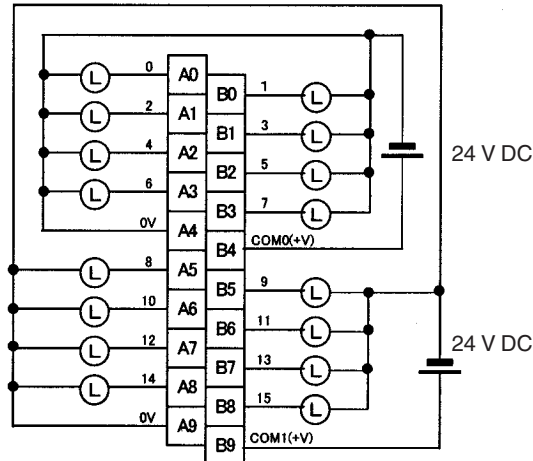 L 0 A0
B0 1 L
L 2 A1
B1 3 L
L 4 A2
B2 5 L
24 V DC
L 6 A3
B3 7 L
0V A4
B4 COM0(+V)
L 8 A5
B5 9 L
L 10 A6
B6 11 L
L 12 A7
B7 13 L
24 V DC
L 14 A8
B8 15 L
0V A9
B9 COM1(+V)